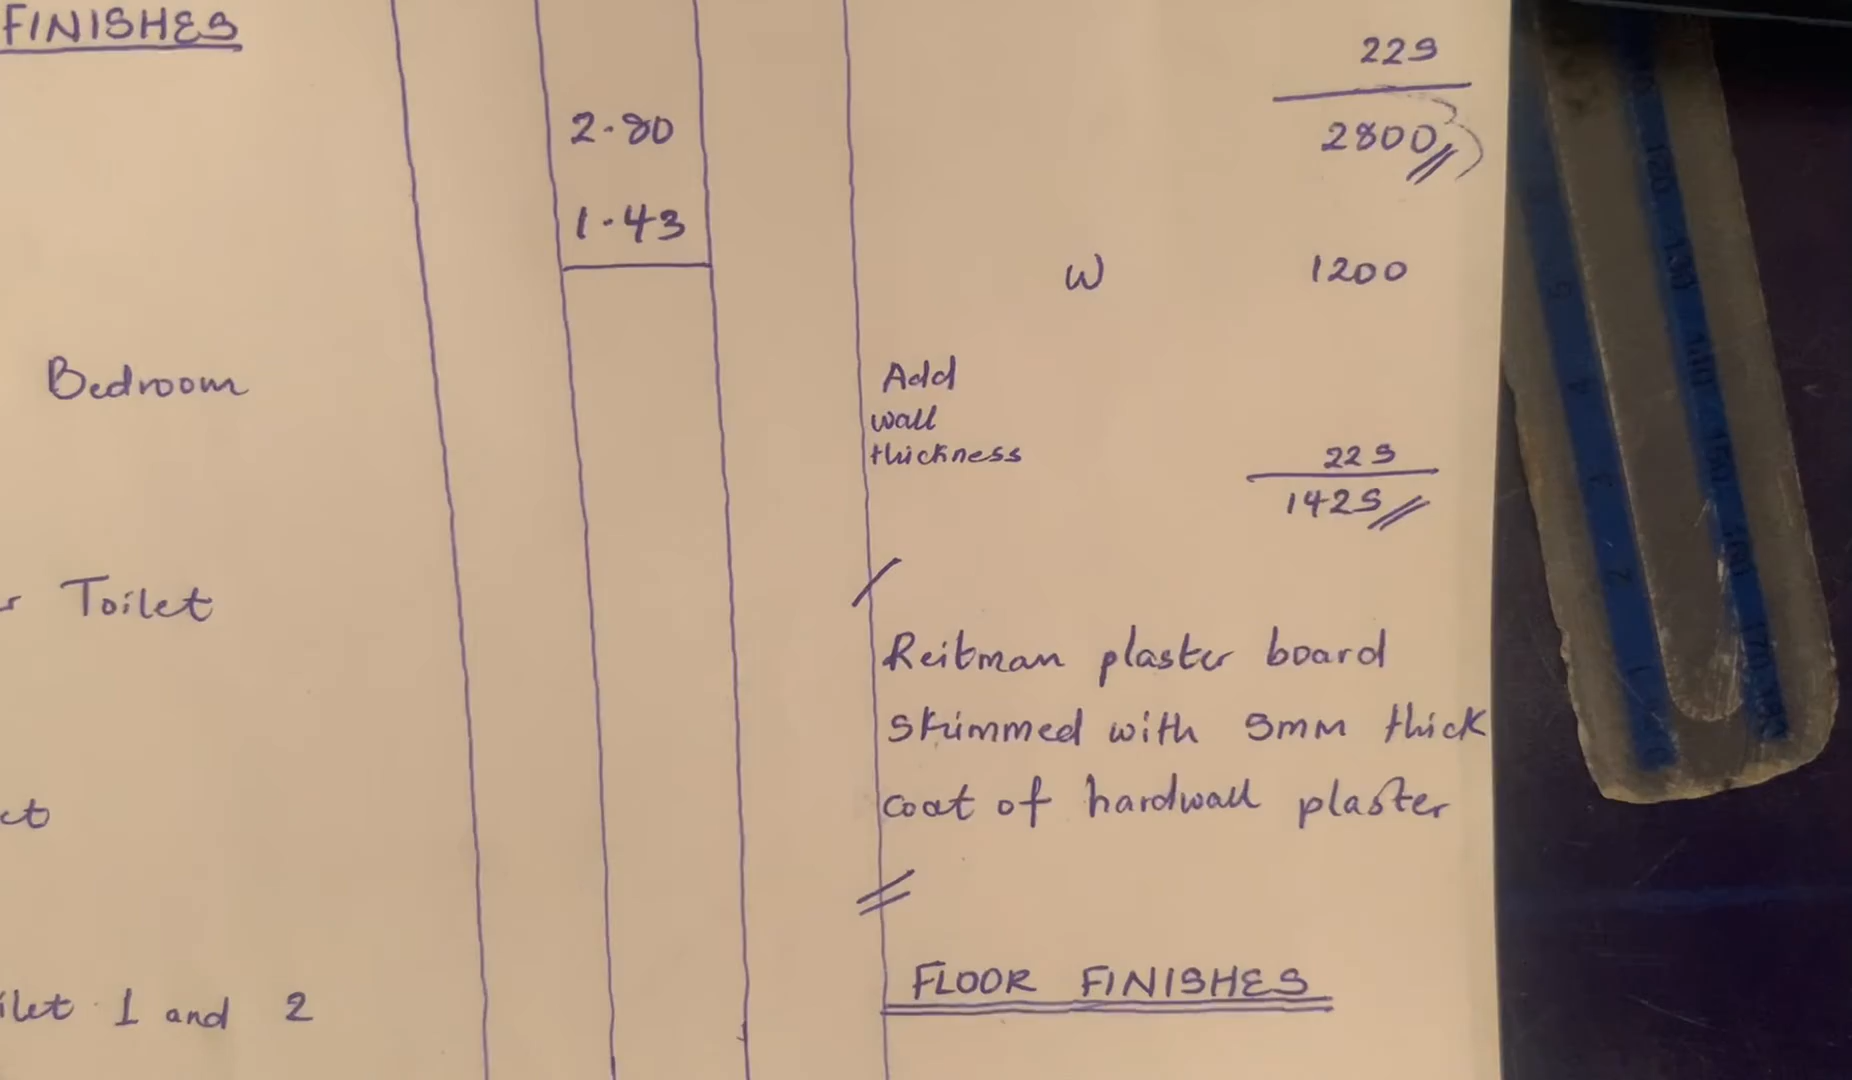 FINISHES
Bedroom
Toilet
1 and 2
2.80
1.43
225
2800
W 1200
Add
wall
thickness
225
1425
Reitman plaster board
skimmed with 5mm thick
coat of hardwall plaster
FLOOR FINISHES